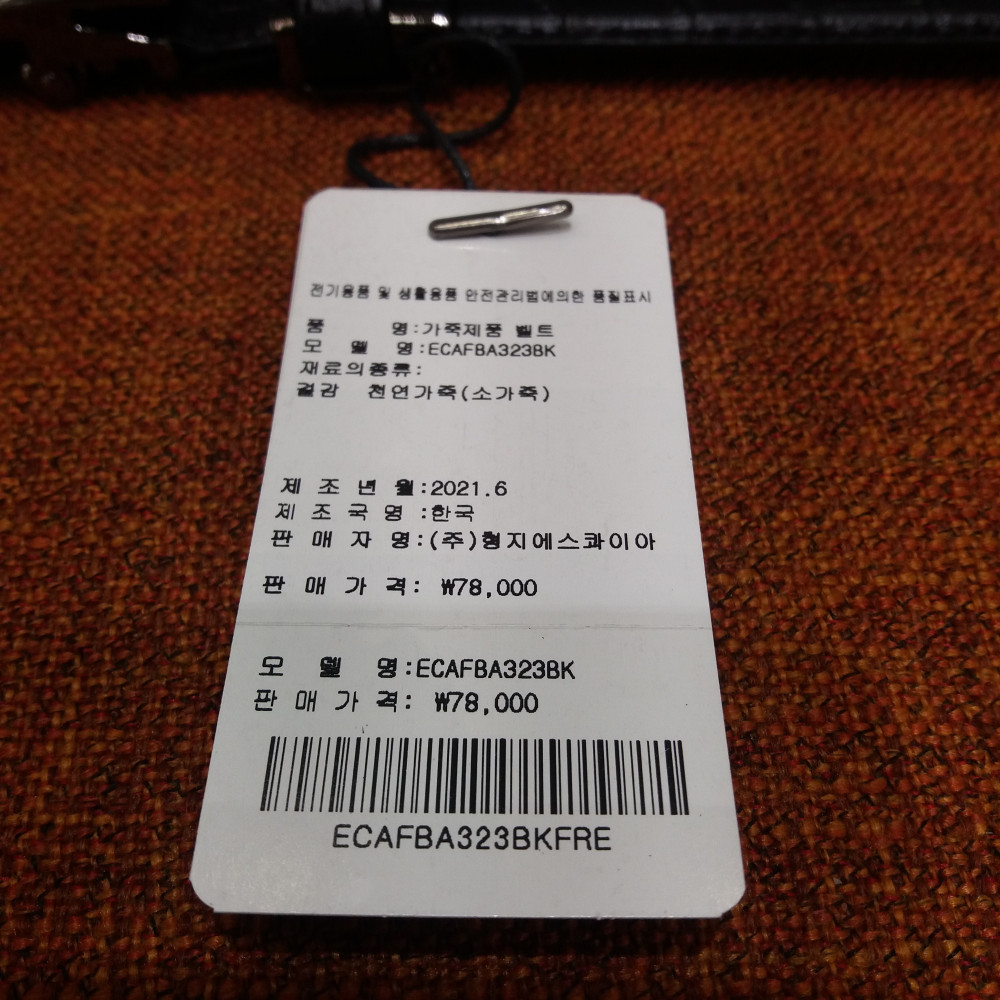 전기용품 및 생활용품 안전관리법에의한 품질표시
품 명:가죽제품 벨트
모 델 명:ECAFBA323BK
재료의종류:
겉감 천연가죽(소가죽)
제 조 년 월:2021.6
제 조 국 명 :한국
판 매 자 명:(주)형지에스콰이아
판 매 가 격: ₩78,000
모 델 명:ECAFBA323BK
판 매 가 격: ₩78,000
ECAFBA323BKFRE